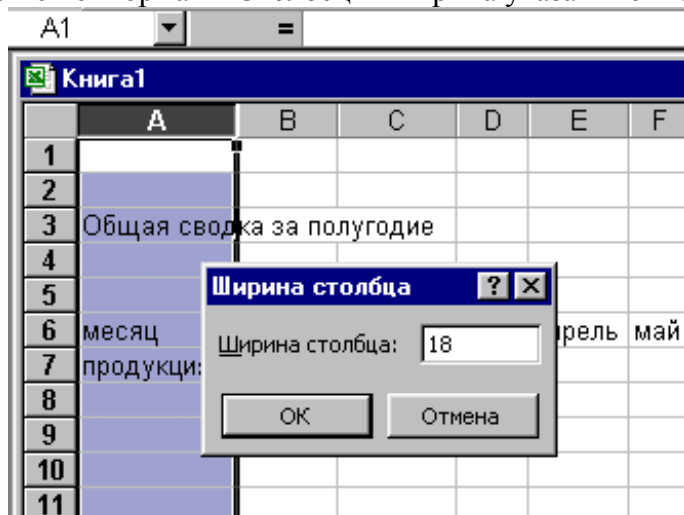 A1 =
Книга1
A B C D E F
1
2
3 Общая сводка за полугодие
4
Ширина столбца ? X
5
6 месяц Ширина столбца: 18 прель май
7 продукци
8
OK Отмена
9
10
11